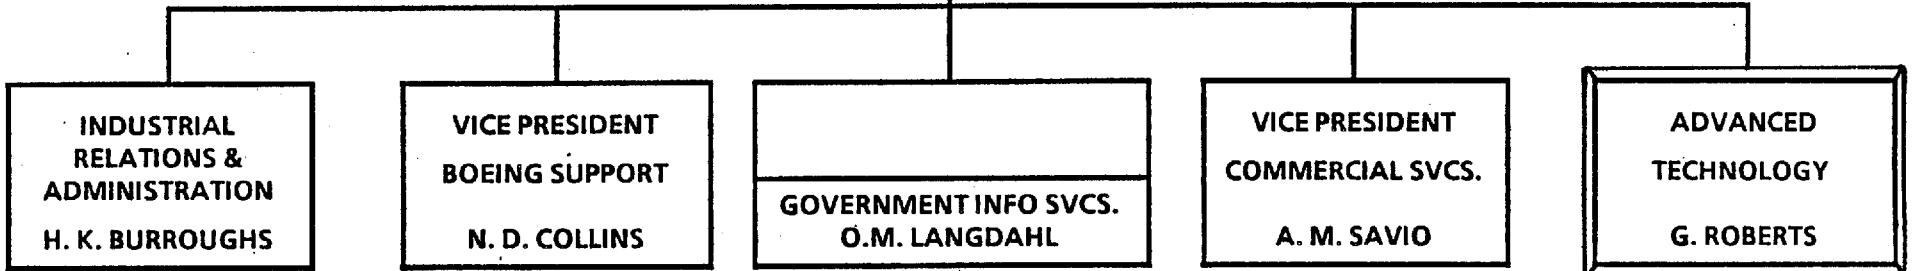 INDUSTRIAL
RELATIONS &
ADMINISTRATION
H. K. BURROUGHS
VICE PRESIDENT
BOEING SUPPORT
N. D. COLLINS
GOVERNMENT INFO SVCS.
O.M. LANGDAHL
VICE PRESIDENT
COMMERCIAL SVCS.
A. M. SAVIO
ADVANCED
TECHNOLOGY
G. ROBERTS